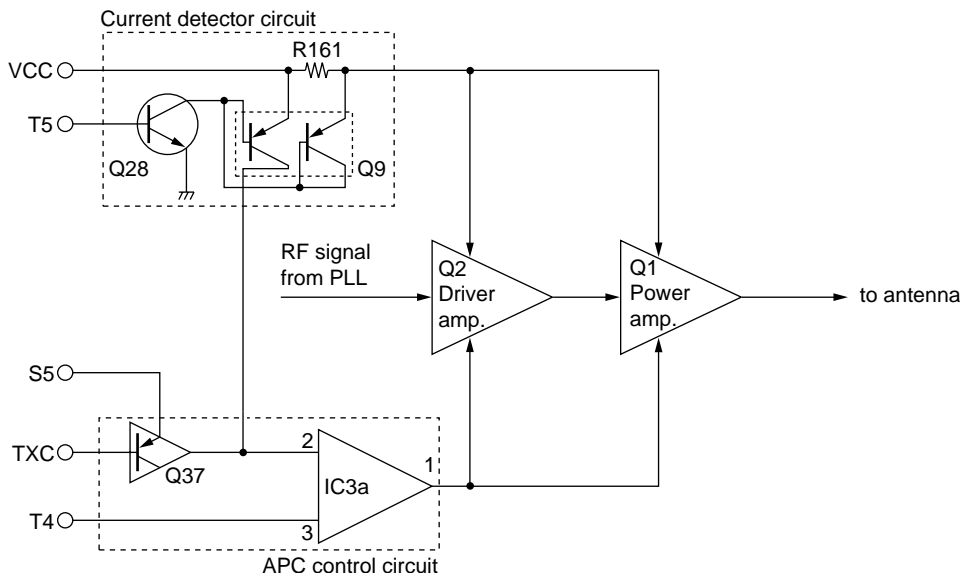 Current detector circuit
R161
VCC
T5
Q28
Q9
RF signal
from PLL
Q2
Driver
amp.
Q1
Power
amp.
to antenna
S5
TXC
Q37
2
1
IC3a
T4
3
APC control circuit